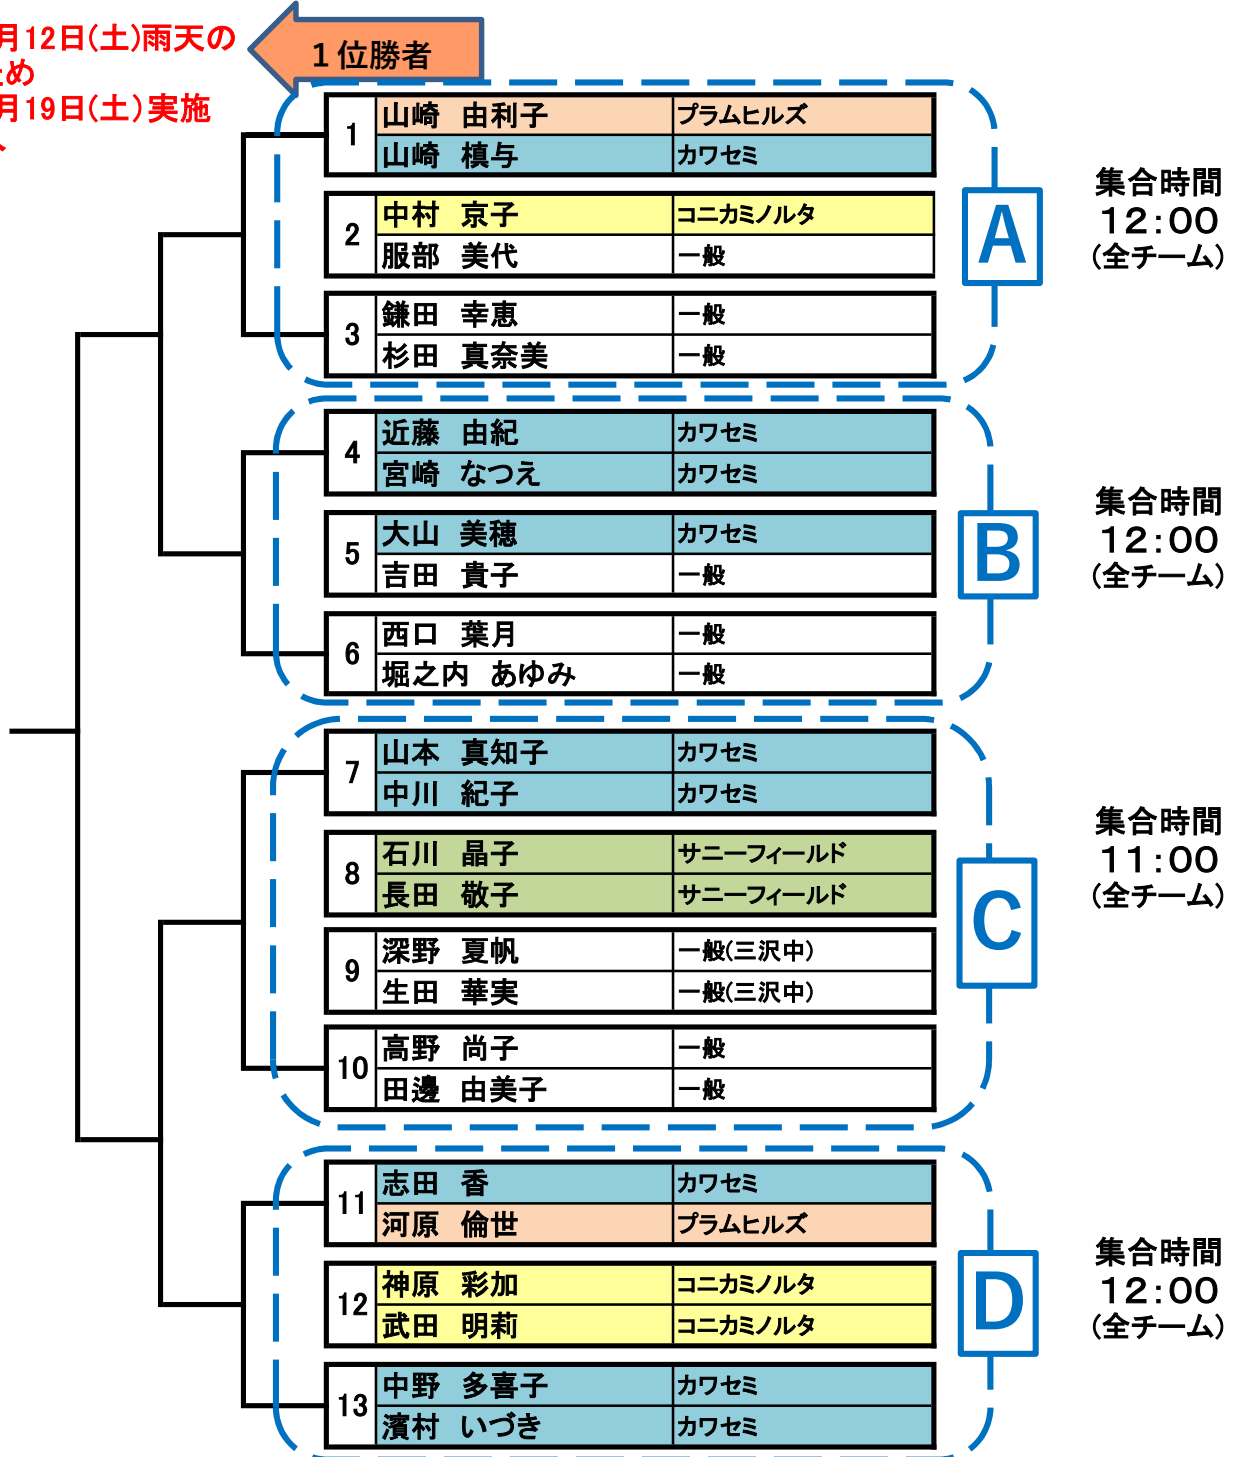 月12日(土)雨天の
ため
月19日(土)実施
へ
1位勝者
1
山崎 由利子 プラムヒルズ
山崎 槙与 カワセミ
2
中村 京子 コニカミノルタ
服部 美代 一般
3
鎌田 幸恵 一般
杉田 真奈美 一般
A
集合時間
12:00
(全チーム)
4
近藤 由紀 カワセミ
宮崎 なつえ カワセミ
5
大山 美穂 カワセミ
吉田 貴子 一般
6
西口 葉月 一般
堀之内 あゆみ 一般
B
集合時間
12:00
(全チーム)
7
山本 真知子 カワセミ
中川 紀子 カワセミ
8
石川 晶子 サニーフィールド
長田 敬子 サニーフィールド
9
深野 夏帆 一般(三沢中)
生田 華実 一般(三沢中)
10
高野 尚子 一般
田邊 由美子 一般
C
集合時間
11:00
(全チーム)
11
志田 香 カワセミ
河原 倫世 プラムヒルズ
12
神原 彩加 コニカミノルタ
武田 明莉 コニカミノルタ
13
中野 多喜子 カワセミ
濱村 いづき カワセミ
D
集合時間
12:00
(全チーム)